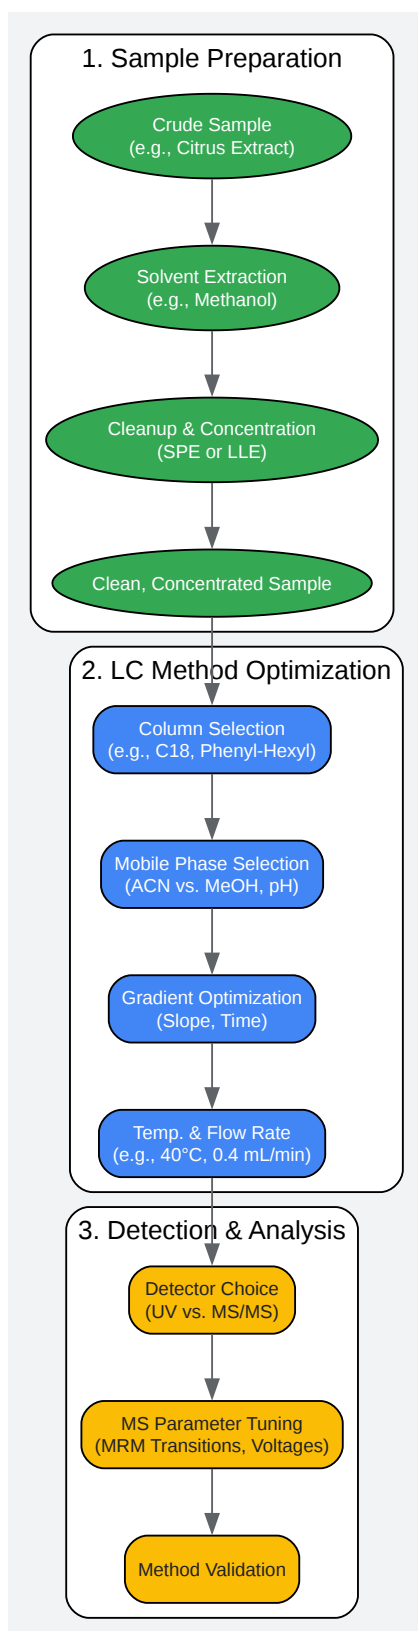 1. Sample Preparation
Crude Sample
(e.g., Citrus Extract)
Solvent Extraction
(e.g., Methanol)
Cleanup & Concentration
(SPE or LLE)
Clean, Concentrated Sample
2. LC Method Optimization
Column Selection
(e.g., C18, Phenyl-Hexyl)
Mobile Phase Selection
(ACN vs. MeOH, pH)
Gradient Optimization
(Slope, Time)
Temp. & Flow Rate
(e.g., 40°C, 0.4 mL/min)
3. Detection & Analysis
Detector Choice
(UV vs. MS/MS)
MS Parameter Tuning
(MRM Transitions, Voltages)
Method Validation